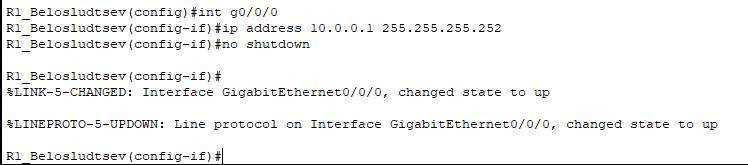 R1_Belosludtsev(config)#int g0/0/0
R1_Belosludtsev(config-if)#ip address 10.0.0.1 255.255.255.252
R1_Belosludtsev(config-if)#no shutdown
R1_Belosludtsev(config-if)#
%LINK-5-CHANGED: Interface GigabitEthernet0/0/0, changed state to up
%LINEPROTO-5-UPDOWN: Line protocol on Interface GigabitEthernet0/0/0, changed state to up
R1_Belosludtsev(config-if)#